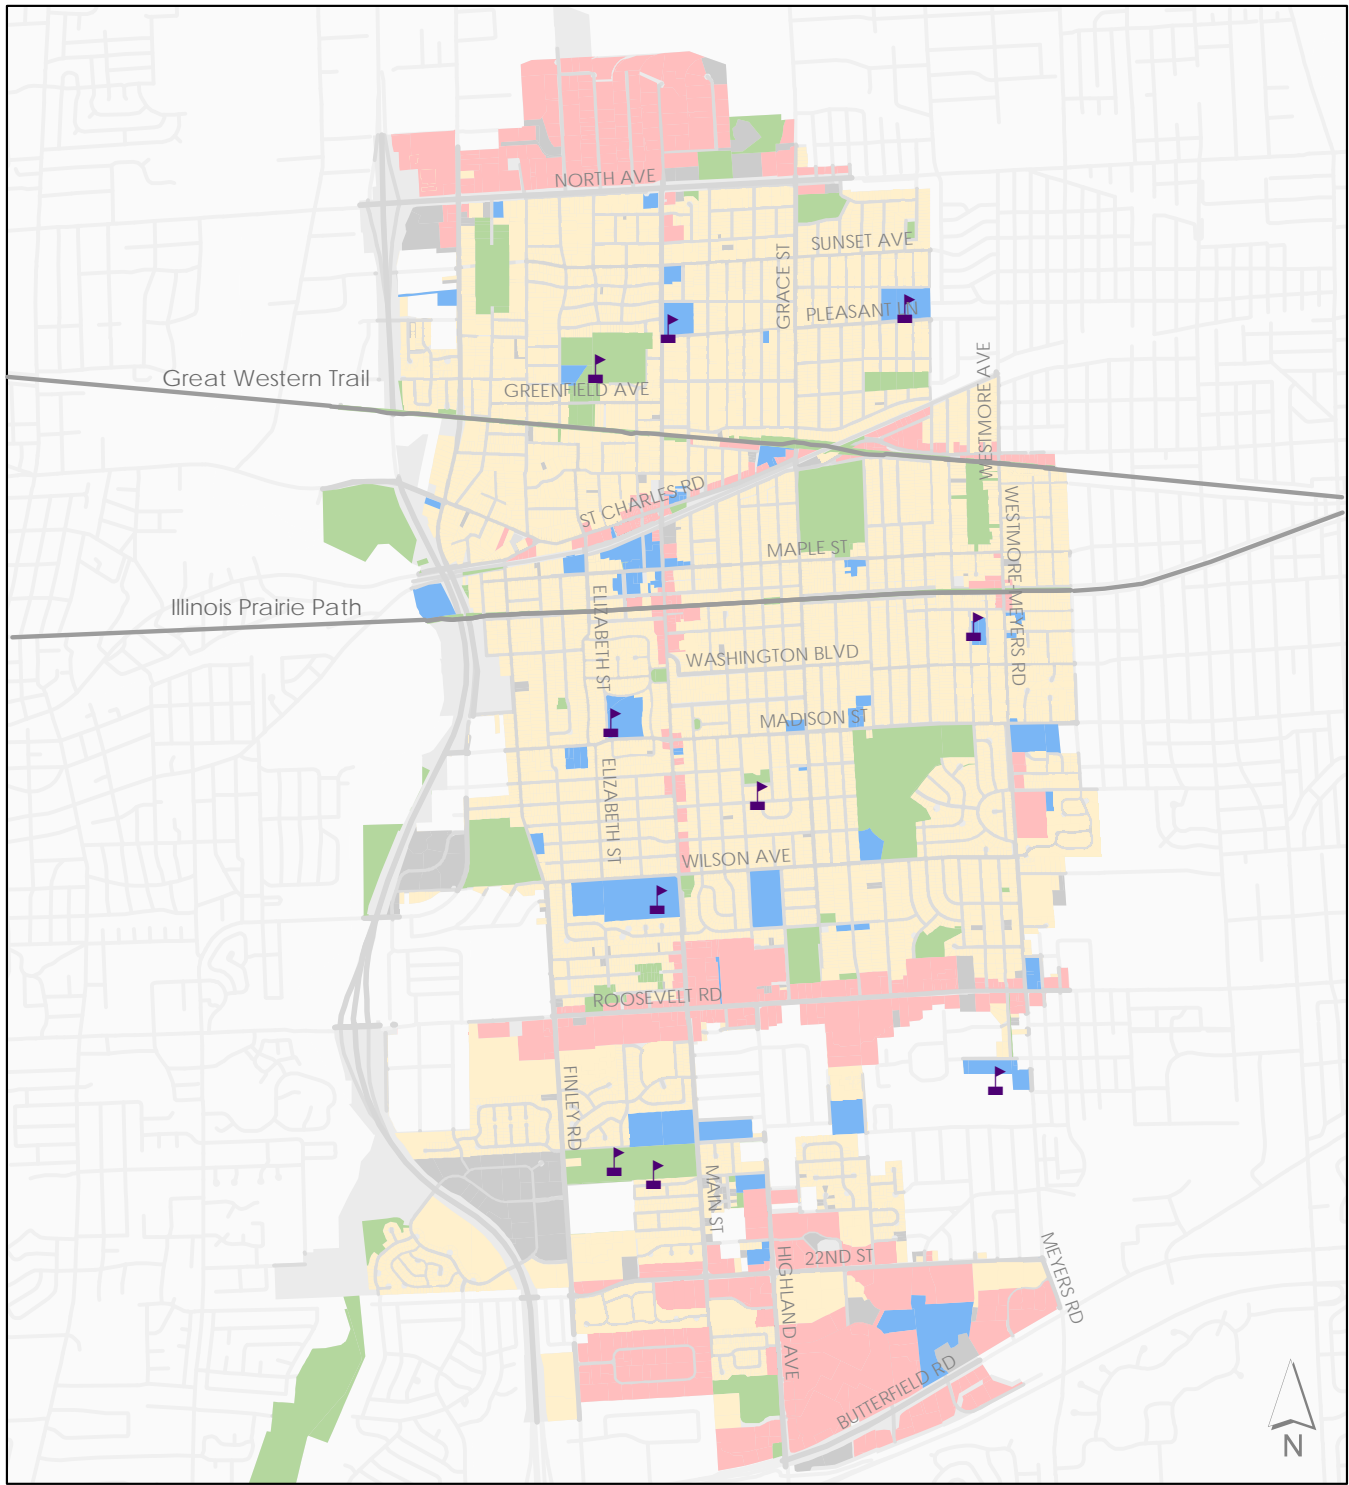 NORTH AVE
SUNSET AVE
GRACE ST
PLEASANT LN
WESTMORE AVE
Great Western Trail
GREENFIELD AVE
ST CHARLES RD
MAPLE ST
WESTMORE-MEYERS RD
Illinois Prairie Path
ELIZABETH ST
WASHINGTON BLVD
MADISON ST
ELIZABETH ST
WILSON AVE
ROOSEVELT RD
FINLEY RD
MAIN ST
22ND ST
HIGHLAND AVE
MEYERS RD
BUTTERFIELD RD
N